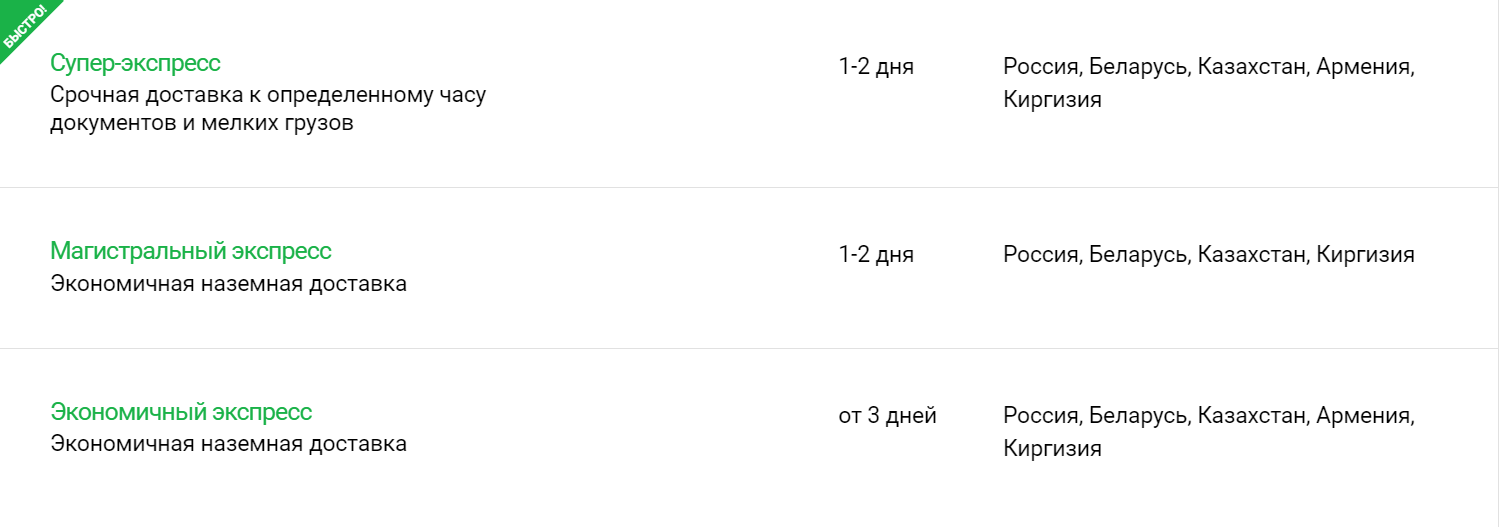 БЫСТРО!
Супер-экспресс
Срочная доставка к определенному часу
документов и мелких грузов
1-2 дня
Россия, Беларусь, Казахстан, Армения,
Киргизия
Магистральный экспресс
Экономичная наземная доставка
1-2 дня
Россия, Беларусь, Казахстан, Киргизия
Экономичный экспресс
Экономичная наземная доставка
от 3 дней
Россия, Беларусь, Казахстан, Армения,
Киргизия